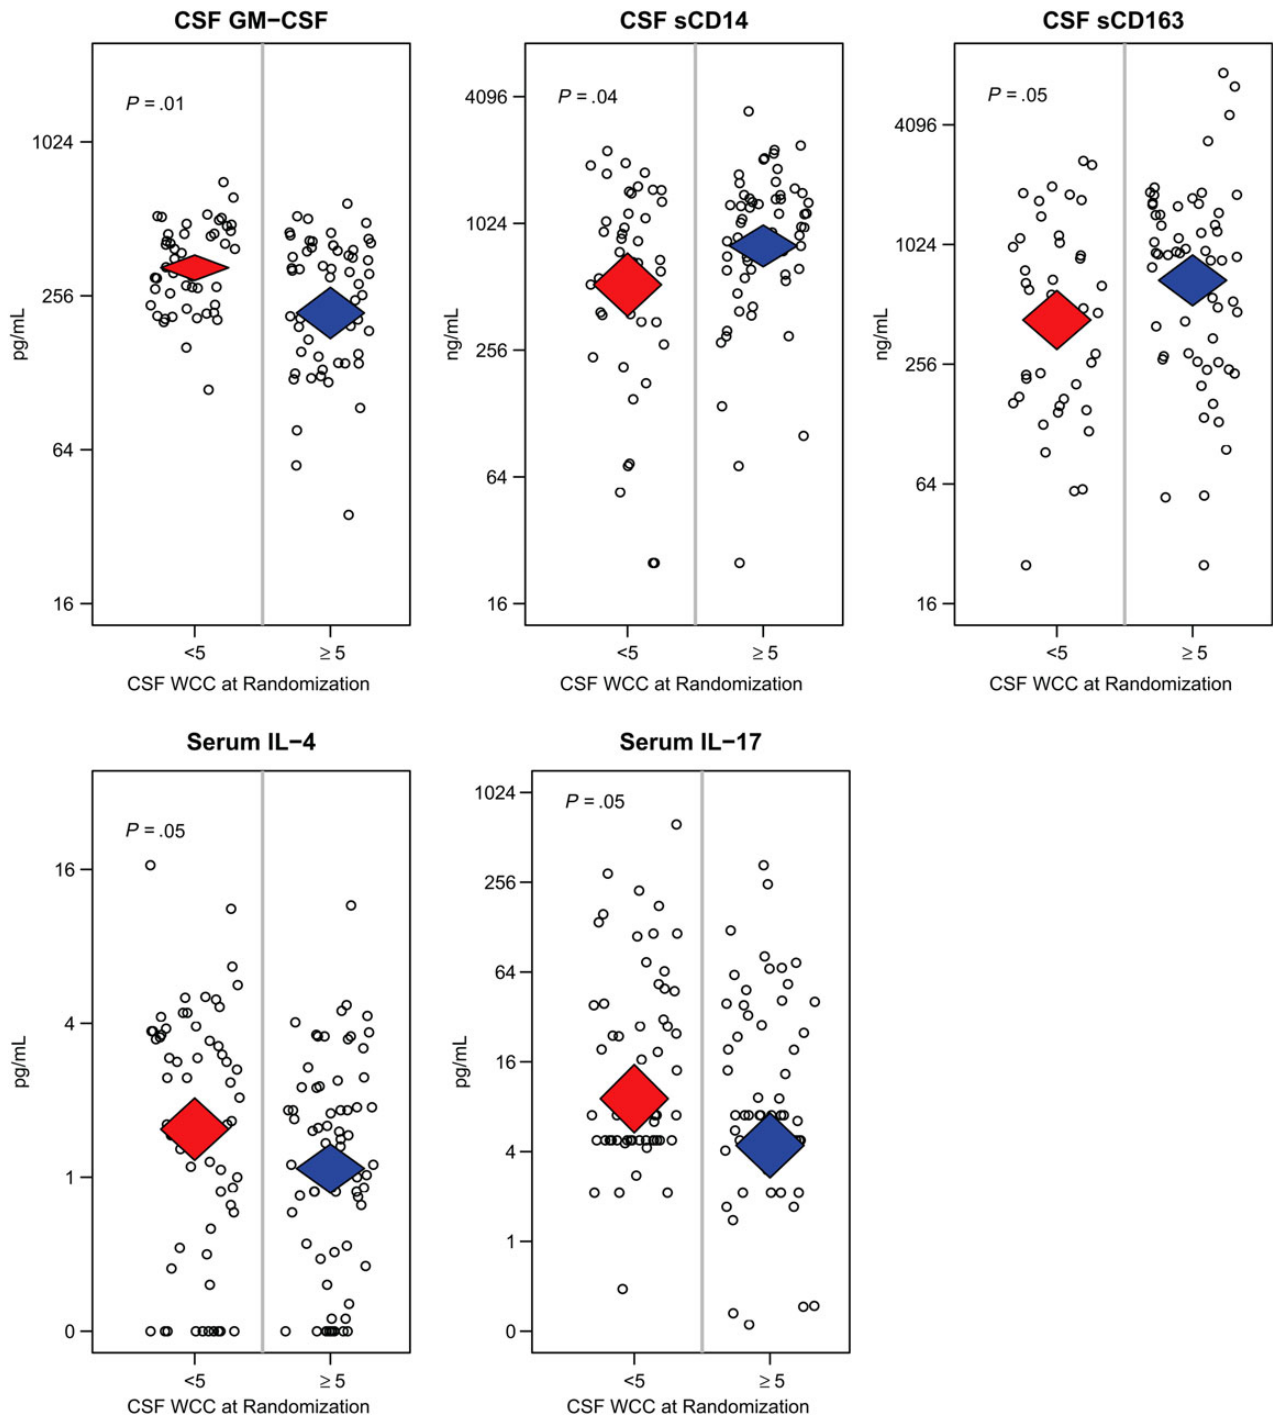 CSF GM−CSF
P = .01
1024
256
64
16
pg/mL
<5
≥ 5
CSF WCC at Randomization
CSF sCD14
P = .04
4096
1024
256
64
16
ng/mL
<5
≥ 5
CSF WCC at Randomization
CSF sCD163
P = .05
4096
1024
256
64
16
ng/mL
<5
≥ 5
CSF WCC at Randomization
Serum IL−4
P = .05
16
4
1
0
pg/mL
<5
≥ 5
CSF WCC at Randomization
Serum IL−17
P = .05
1024
256
64
16
4
1
0
pg/mL
<5
≥ 5
CSF WCC at Randomization